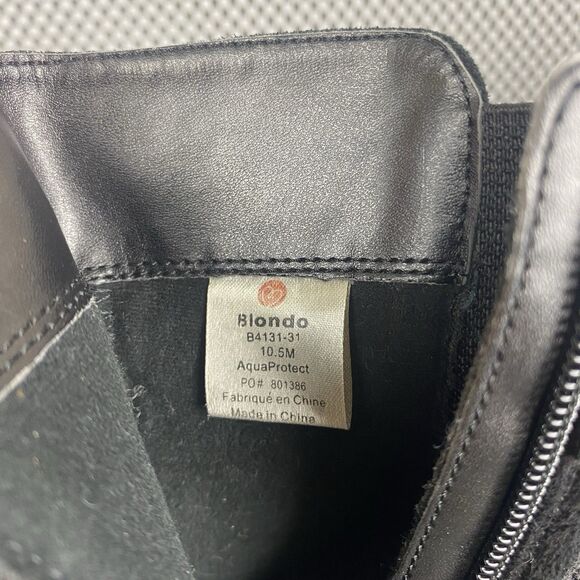 Blondo
B4131-31
10.5M
AquaProtect
PO# 801386
Fabriqué en Chine
Made in China